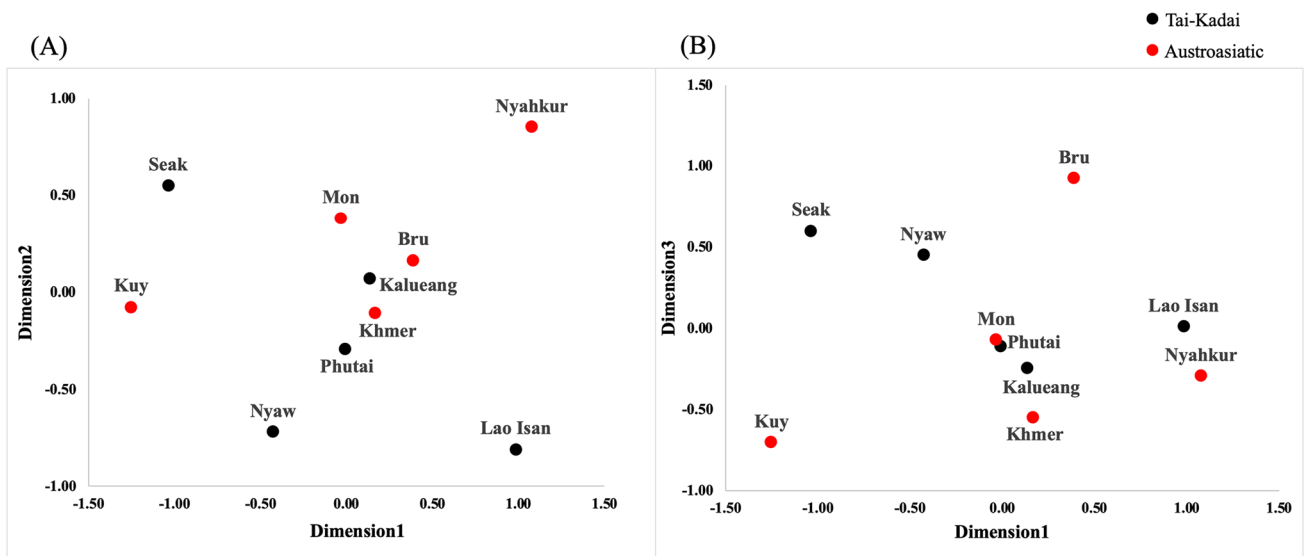 Tai-Kadai
Austroasiatic
(A)
(B)
1.00
0.50
0.00
-0.50
-1.00
Dimension2
Nyahkur
Seak
Mon
Bru
Kalueang
Kuy
Khmer
Phutai
Nyaw
Lao Isan
-1.50 -1.00 -0.50 0.00 0.50 1.00 1.50
Dimension1
1.50
1.00
0.50
0.00
-0.50
-1.00
Dimension3
Bru
Seak
Nyaw
Lao Isan
Mon
Phutai
Nyahkur
Kalueang
Kuy
Khmer
-1.50 -1.00 -0.50 0.00 0.50 1.00 1.50
Dimension1